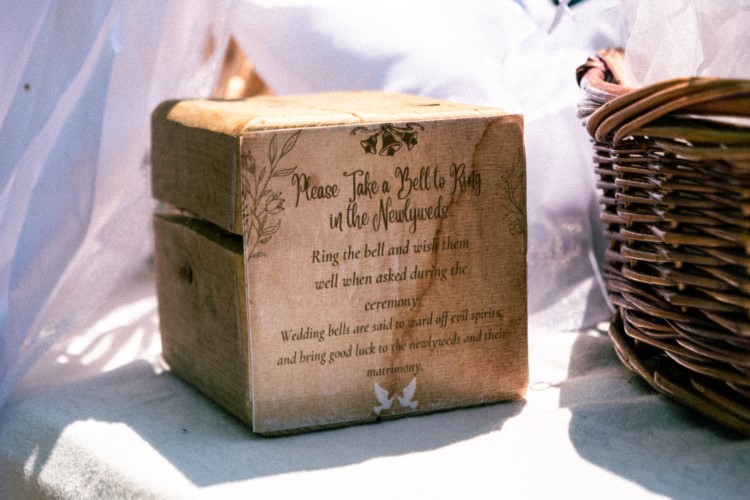 Please Take a Bell to Ring
in the Newlyweds
Ring the bell and wish them
well when asked during the
ceremony.
Wedding bells are said to ward off evil spirits,
and bring good luck to the newlyweds and their
matrimony.